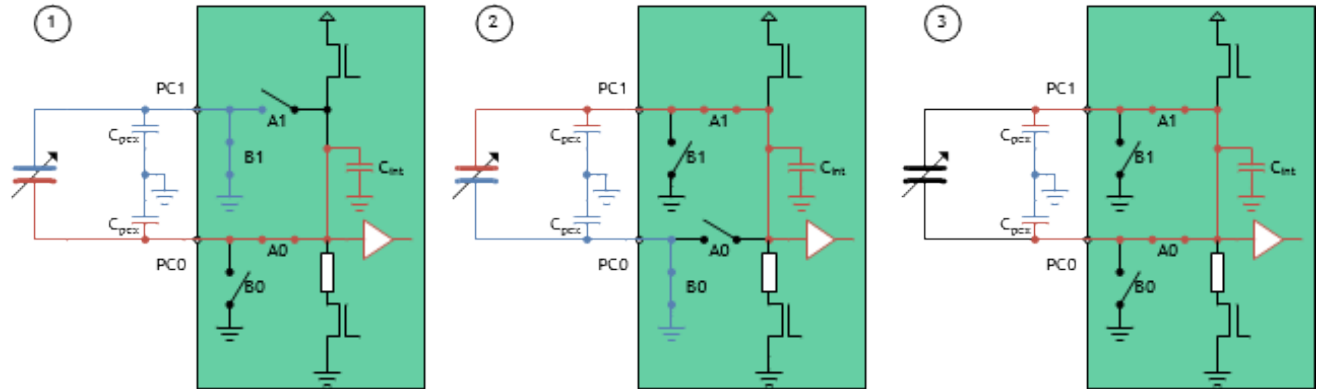 1
PC1
A1
Cpcx
B1
Cint
Cpcx
A0
PC0
B0
2
PC1
A1
Cpcx
B1
Cint
Cpcx
A0
PC0
B0
3
PC1
A1
Cpcx
B1
Cint
Cpcx
A0
PC0
B0